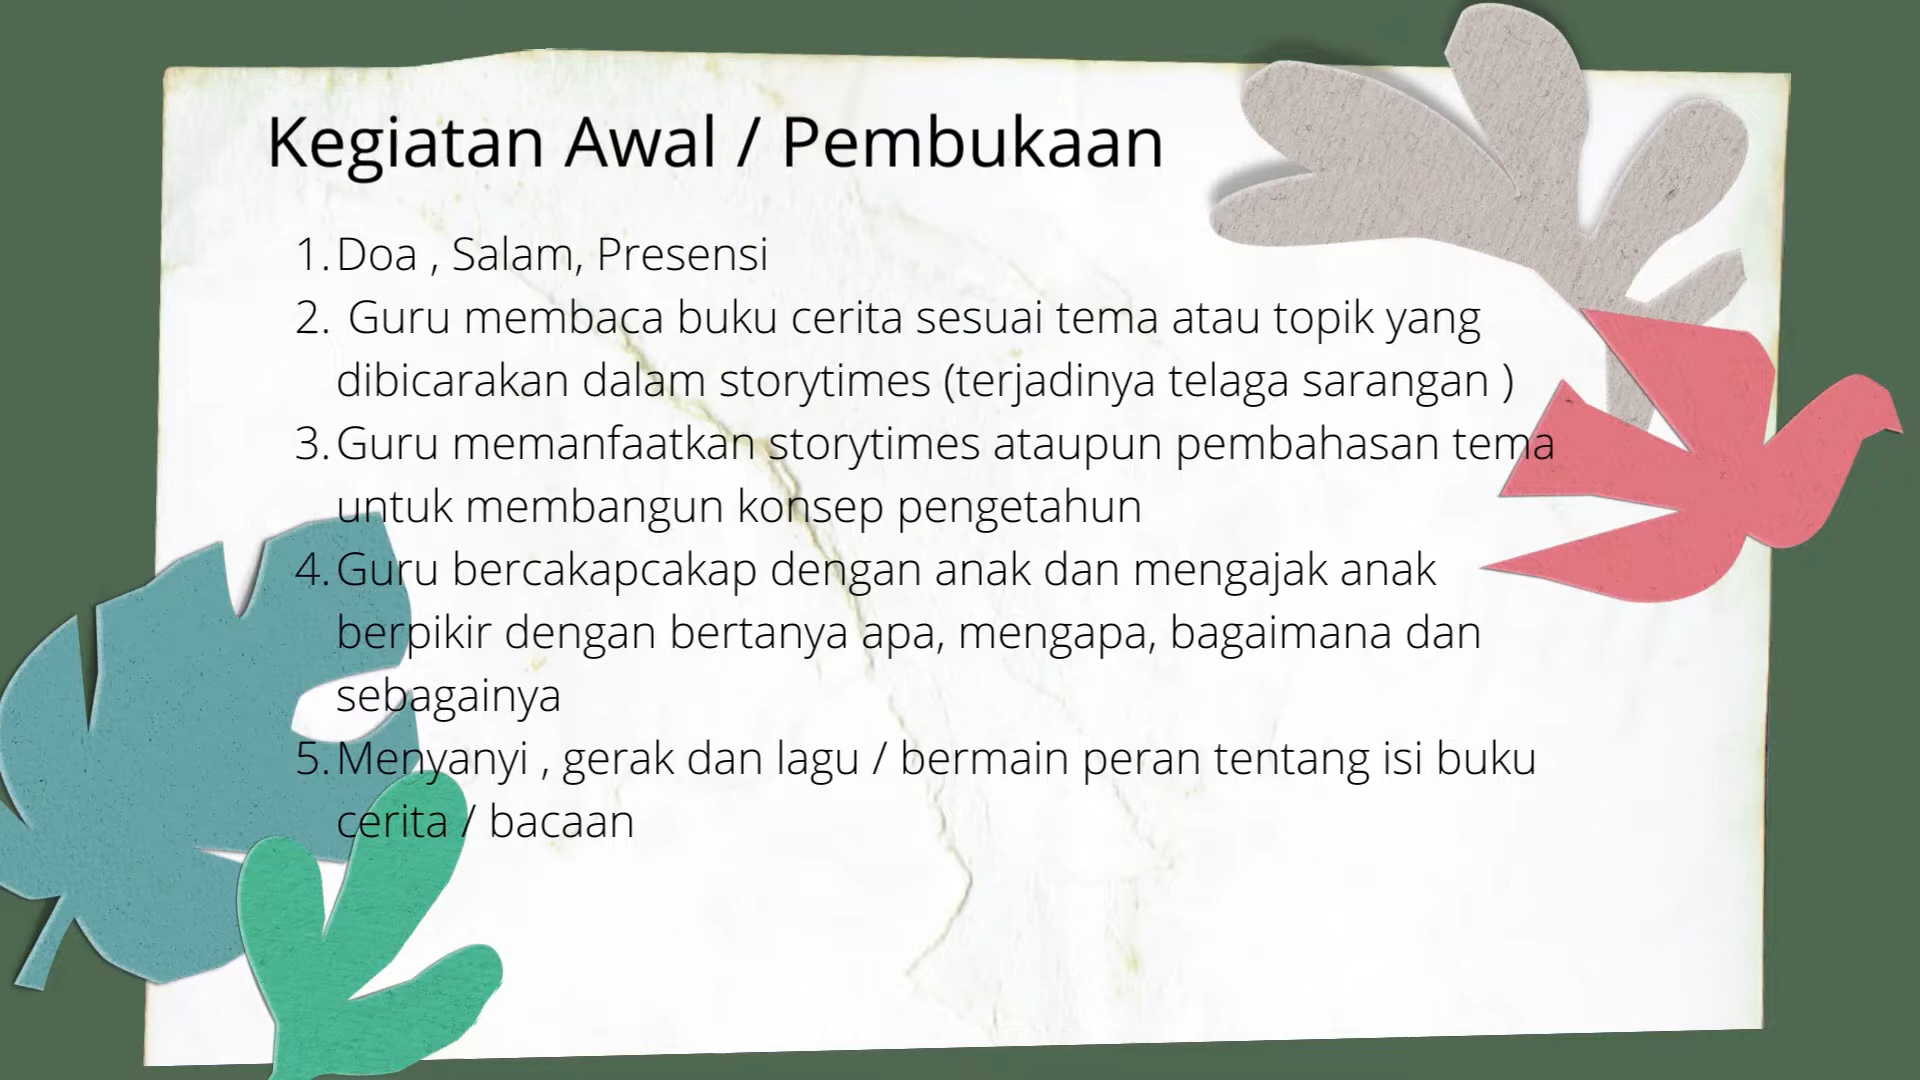 Kegiatan Awal / Pembukaan
1. Doa , Salam, Presensi
2. Guru membaca buku cerita sesuai tema atau topik yang
dibicarakan dalam storytimes (terjadinya telaga sarangan )
3. Guru memanfaatkan storytimes ataupun pembahasan tema
untuk membangun konsep pengetahun
4. Guru bercakapcakap dengan anak dan mengajak anak
berpikir dengan bertanya apa, mengapa, bagaimana dan
sebagainya
5. Menyanyi , gerak dan lagu / bermain peran tentang isi buku
cerita / bacaan